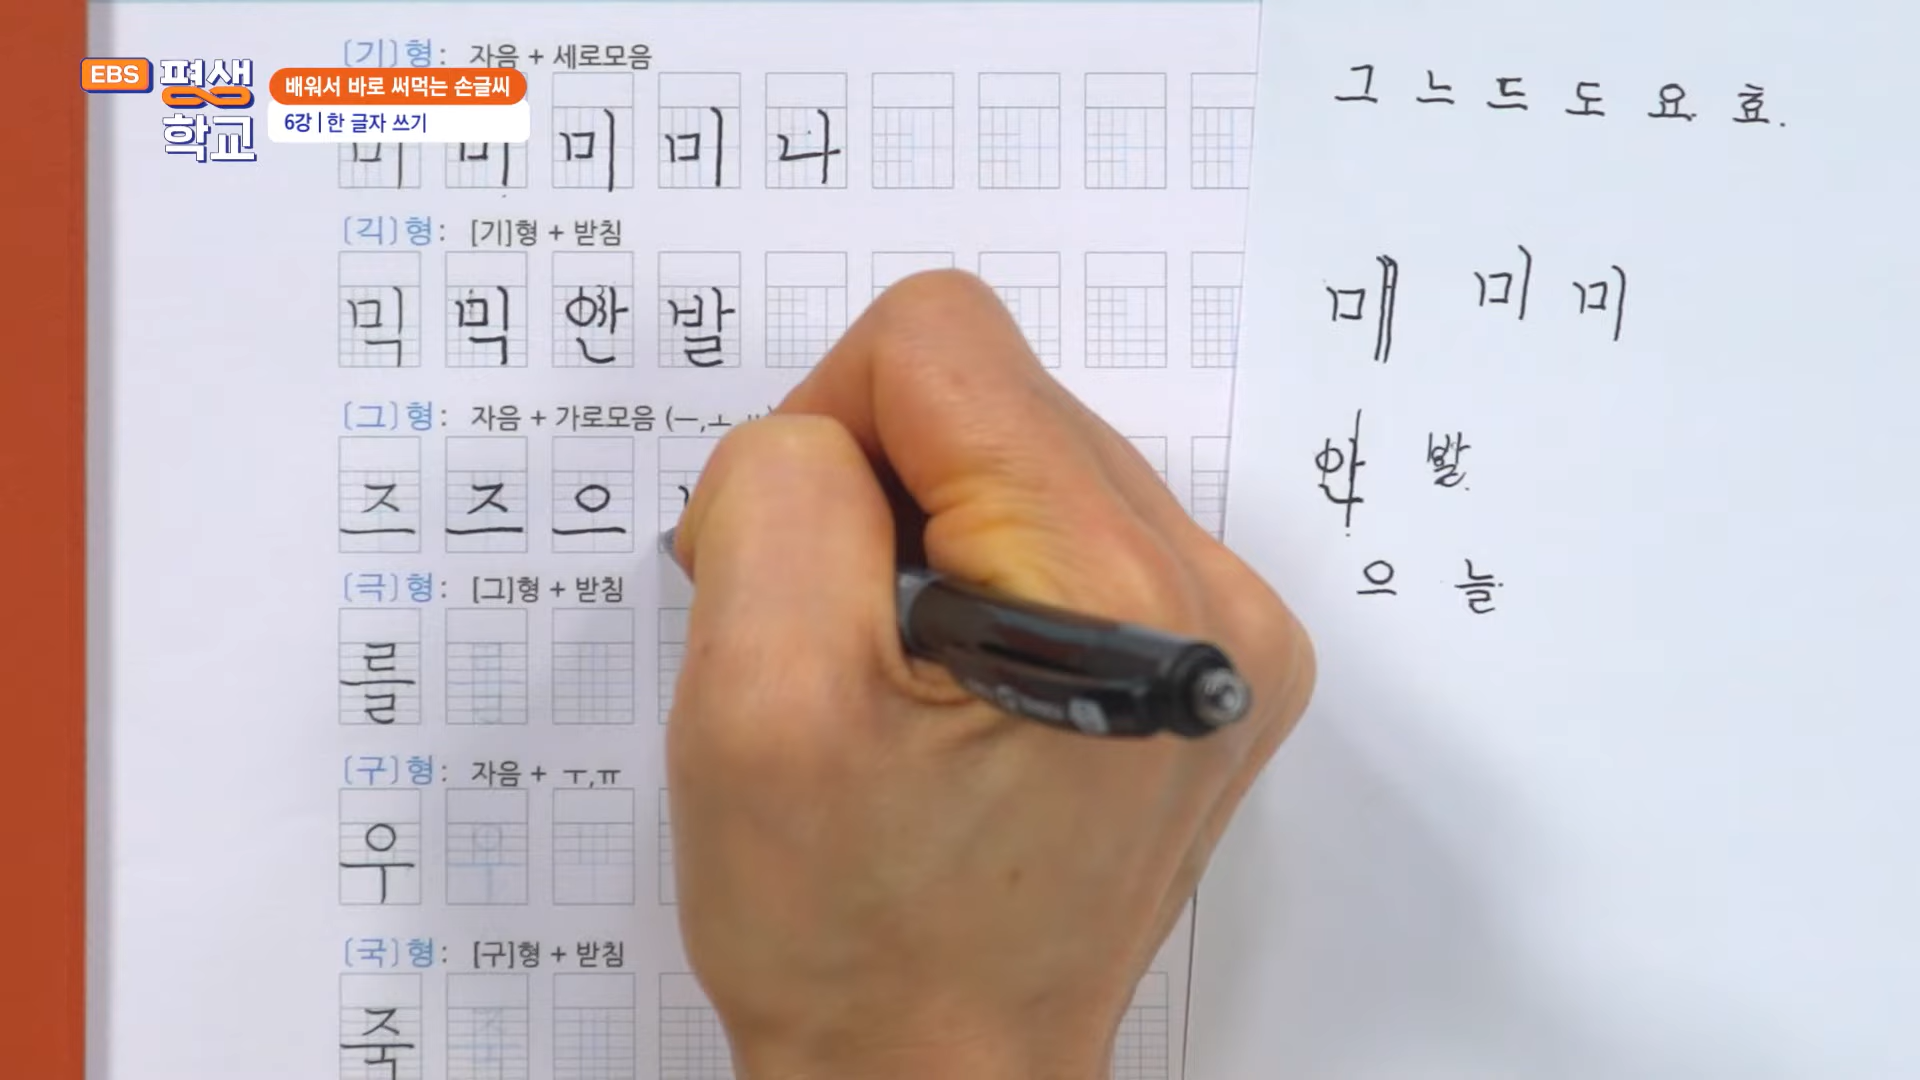 EBS 평생학교
배워서 바로 써먹는 손글씨
6강 | 한 글자 쓰기
[기]형: 자음 + 세로모음
미 미 미 미 나
[긱]형: [기]형 + 받침
믹 믹 안 발
[그]형: 자음 + 가로모음 (ㅡ,ㅗ
즈 즈 으
[극]형: [그]형 + 받침
를
[구]형: 자음 + ㅜ,ㅠ
우
[국]형: [구]형 + 받침
죽
그 느 드 도 요 효.
매 미 미
안 발
으 늘